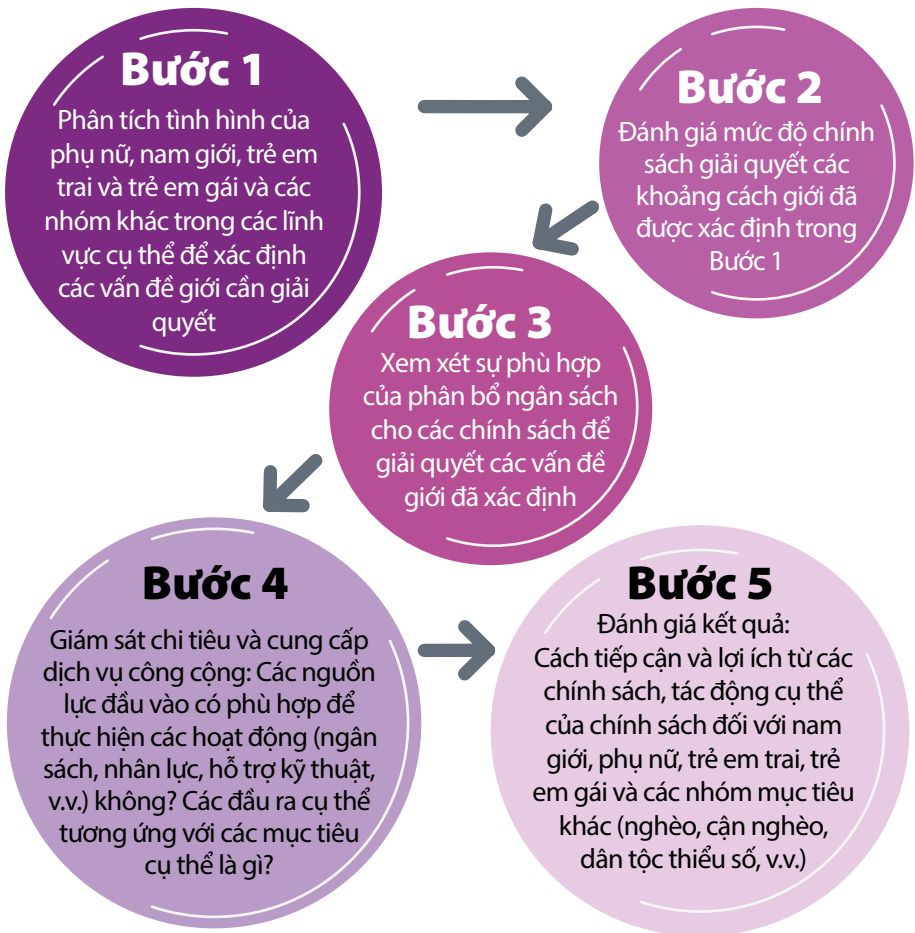 Bước 1
Phân tích tình hình của
phụ nữ, nam giới, trẻ em
trai và trẻ em gái và các
nhóm khác trong các lĩnh
vực cụ thể để xác định
các vấn đề giới cần giải
quyết
Bước 2
Đánh giá mức độ chính
sách giải quyết các
khoảng cách giới đã
được xác định trong
Bước 1
Bước 3
Xem xét sự phù hợp
của phân bổ ngân sách
cho các chính sách để
giải quyết các vấn đề
giới đã xác định
Bước 4
Giám sát chi tiêu và cung cấp
dịch vụ công cộng: Các nguồn
lực đầu vào có phù hợp để
thực hiện các hoạt động (ngân
sách, nhân lực, hỗ trợ kỹ thuật,
v.v.) không? Các đầu ra cụ thể
tương ứng với các mục tiêu
cụ thể là gì?
Bước 5
Đánh giá kết quả:
Cách tiếp cận và lợi ích từ các
chính sách, tác động cụ thể
của chính sách đối với nam
giới, phụ nữ, trẻ em trai, trẻ
em gái và các nhóm mục tiêu
khác (nghèo, cận nghèo,
dân tộc thiểu số, v.v.)